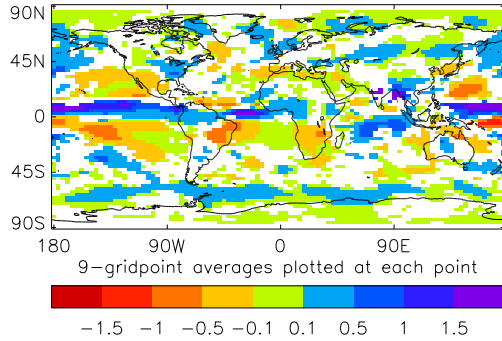 90N
45N
0
45S
90S
180 90W 0 90E
9-gridpoint averages plotted at each point
-1.5 -1 -0.5 -0.1 0.1 0.5 1 1.5